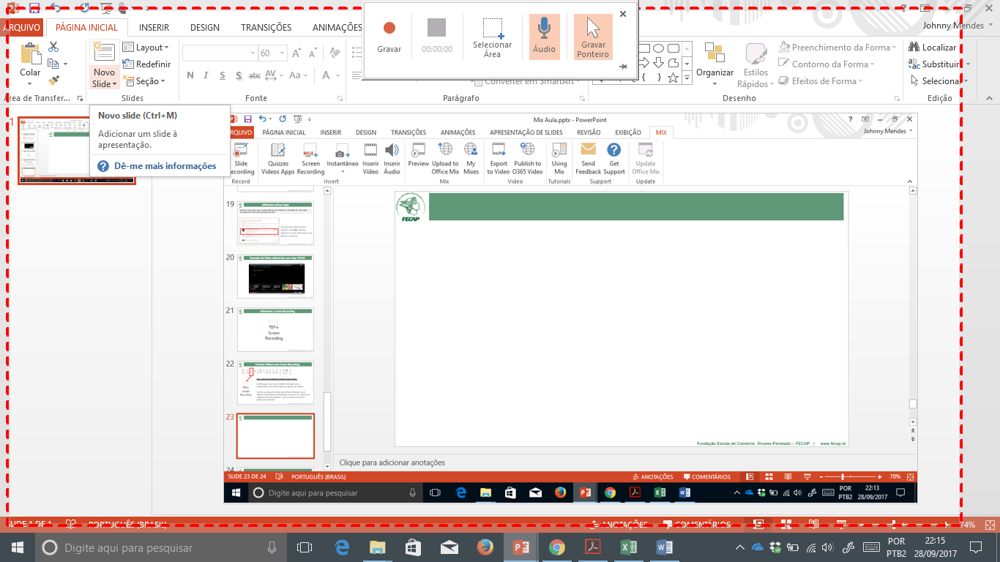 Johnny Mendes
ARQUIVO PÁGINA INICIAL INSERIR DESIGN TRANSIÇÕES ANIMAÇÕES
Gravar
00:00:00
Selecionar
Área
Áudio
Gravar
Ponteiro
Colar
Novo
Slide
Layout
Redefinir
Seção
60
N I S S abc AV Aa A
Converter em SmartArt
Organizar
Estilos
Rápidos
Preenchimento da Forma
Contorno da Forma
Efeitos de Forma
Localizar
Substituir
Selecionar
Área de Transfer... Slides Fonte Parágrafo Desenho Edição
1
Novo slide (Ctrl+M)
Adicionar um slide à
apresentação.
Dê-me mais informações
Mix Aula.pptx - PowerPoint
RQUIVO PÁGINA INICIAL INSERIR DESIGN TRANSIÇÕES ANIMAÇÕES APRESENTAÇÃO DE SLIDES REVISÃO EXIBIÇÃO MIX
Johnny Mendes
Slide
Recording
Quizzes
Videos Apps
Screen
Recording
Instantâneo
Inserir
Vídeo
Inserir
Áudio
Preview
Upload to
Office Mix
My
Mixes
Export
to Video
Publish to
O365 Video
Using
Mix
Send
Feedback
Get
Support
Update
Office Mix
Record Insert Mix Video Tutorials Support Update
19
Utilizando outros Apps
20
Exemplo de Vídeo adicionado com App: KHAN
21
Utilizando o Screen Recording
Screen
Recording
22
Criando Vídeos com Screen Recording
Screen
Recording
23
24
FECAP
Fundação Escola de Comércio Álvares Penteado – FECAP | www.fecap.br
Clique para adicionar anotações
SLIDE 23 DE 24 PORTUGUÊS (BRASIL) ANOTAÇÕES COMENTÁRIOS 70%
Digite aqui para pesquisar
POR
PTB2
22:13
28/09/2017
SLIDE 1 DE 1 PORTUGUÊS (BRASIL) ANOTAÇÕES COMENTÁRIOS 74%
Digite aqui para pesquisar
POR
PTB2
22:15
28/09/2017